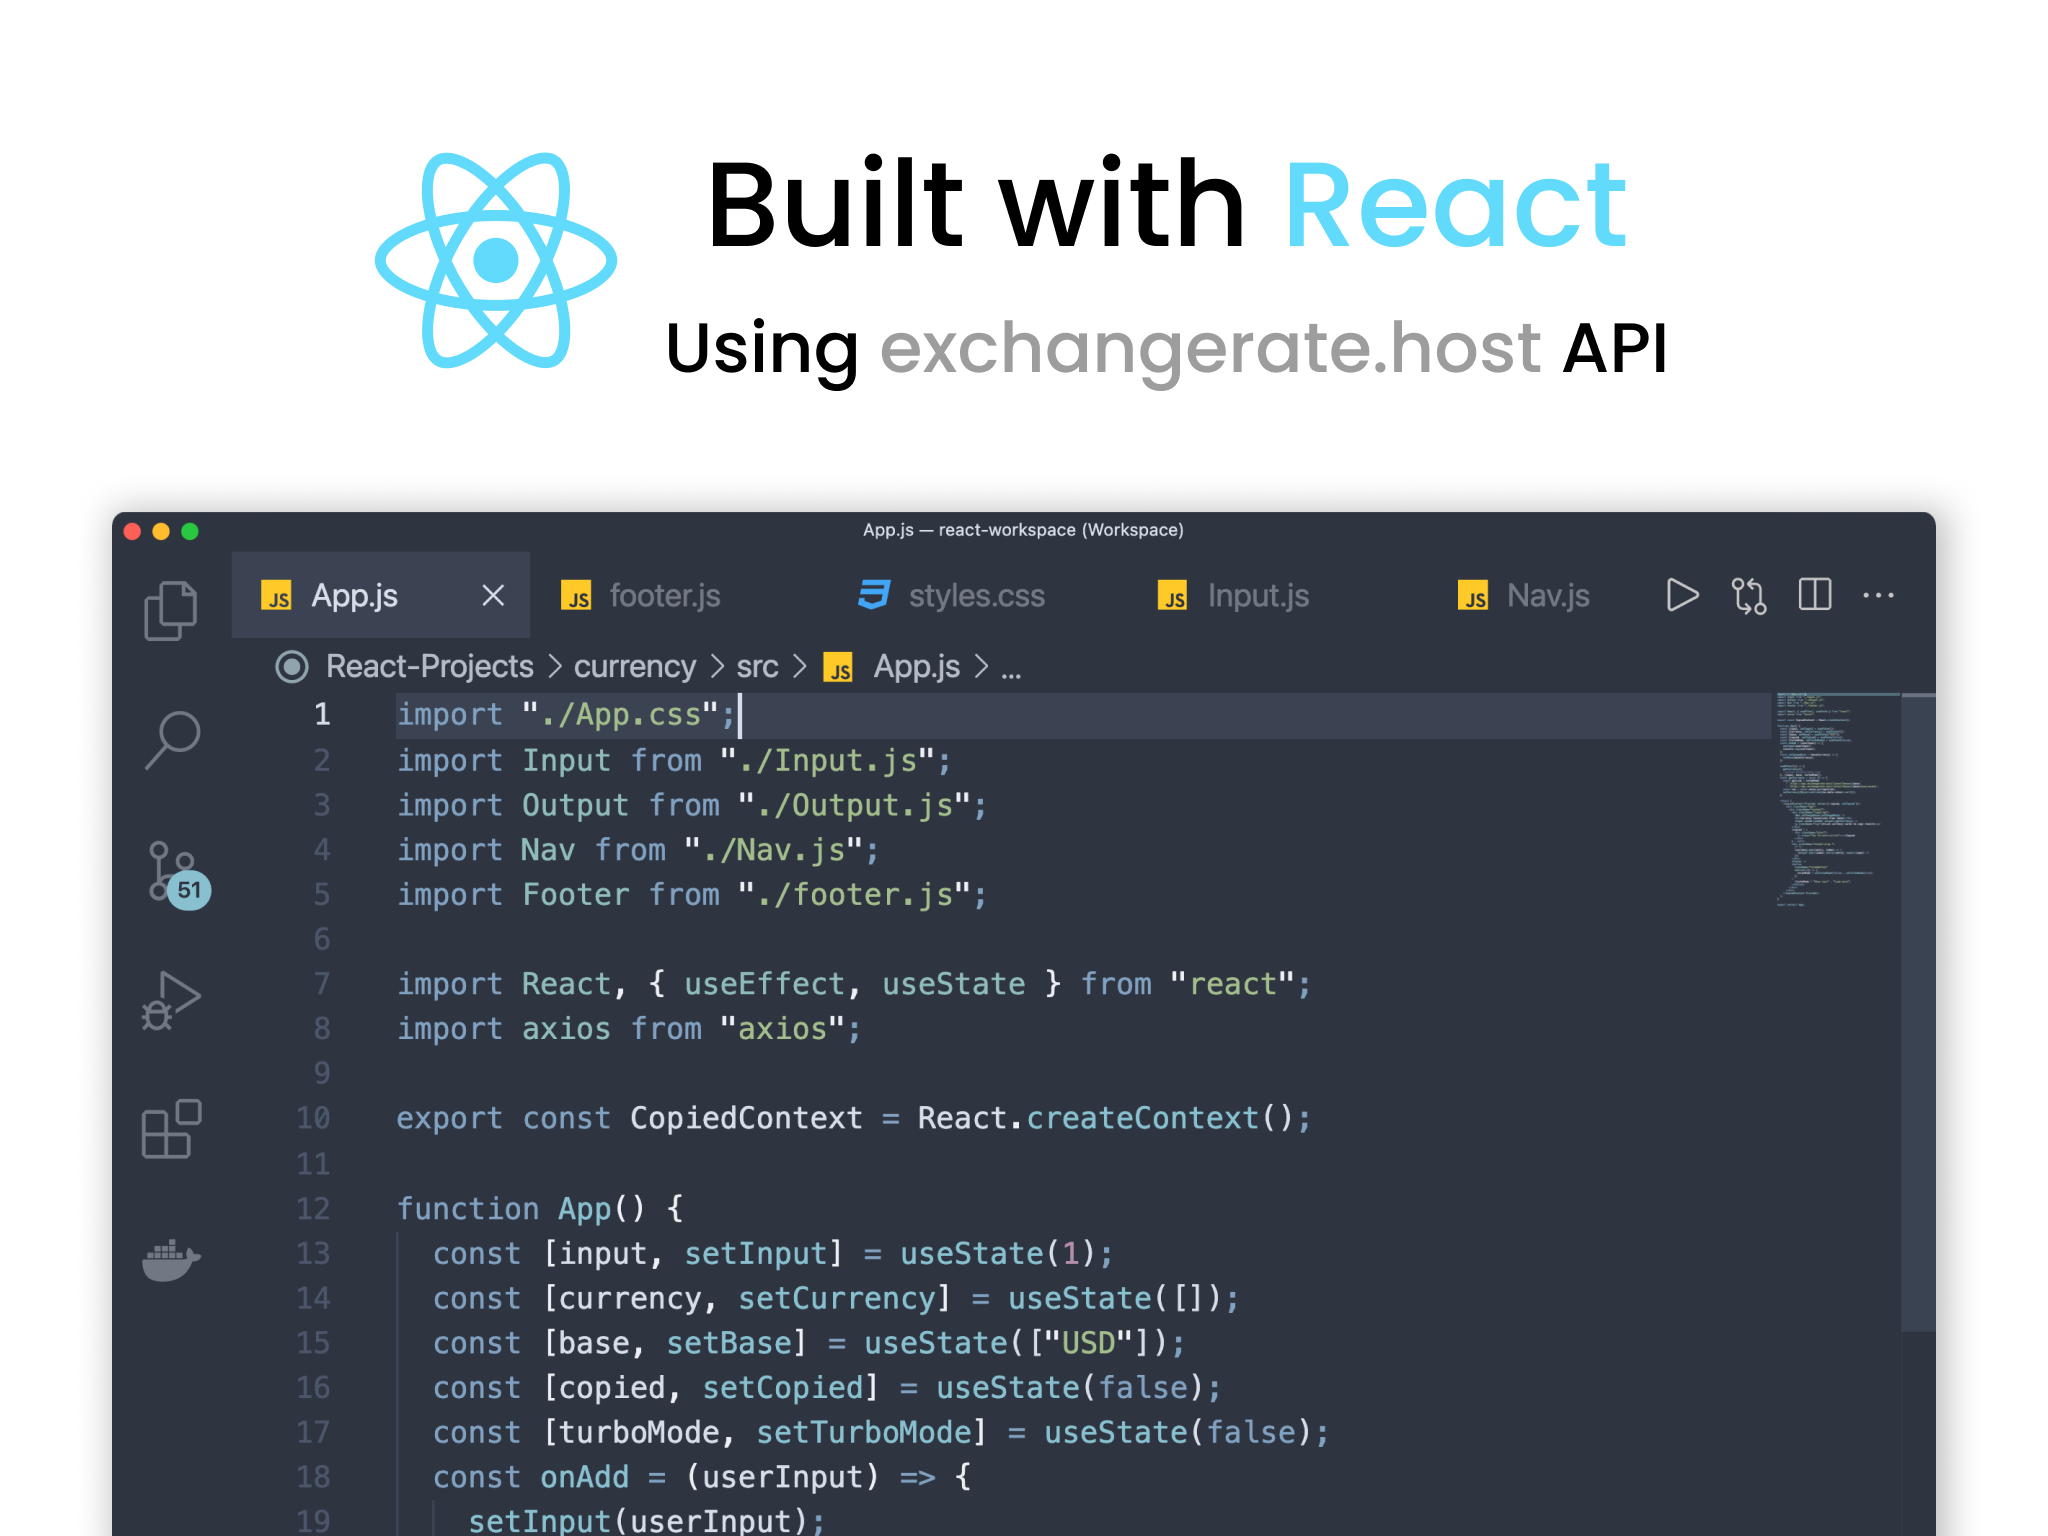 Built with React
Using exchangerate.host API
App.js — react-workspace (Workspace)
JS App.js JS footer.js styles.css JS Input.js JS Nav.js
React-Projects > currency > src > JS App.js > ...
1 import "./App.css";
2 import Input from "./Input.js";
3 import Output from "./Output.js";
4 import Nav from "./Nav.js";
51
5 import Footer from "./footer.js";
6
7 import React, { useEffect, useState } from "react";
8 import axios from "axios";
9
10 export const CopiedContext = React.createContext();
11
12 function App() {
13 const [input, setInput] = useState(1);
14 const [currency, setCurrency] = useState([]);
15 const [base, setBase] = useState(["USD"]);
16 const [copied, setCopied] = useState(false);
17 const [turboMode, setTurboMode] = useState(false);
18 const onAdd = (userInput) => {
19 setInput(userInput);